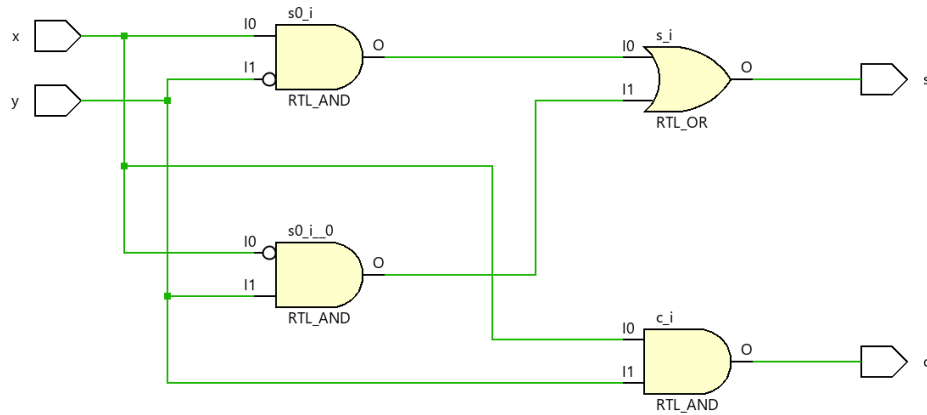 x
y
s0_i
I0
I1
O
RTL_AND
s_i
I0
I1
O
RTL_OR
s
s0_i__0
I0
I1
O
RTL_AND
c_i
I0
I1
O
RTL_AND